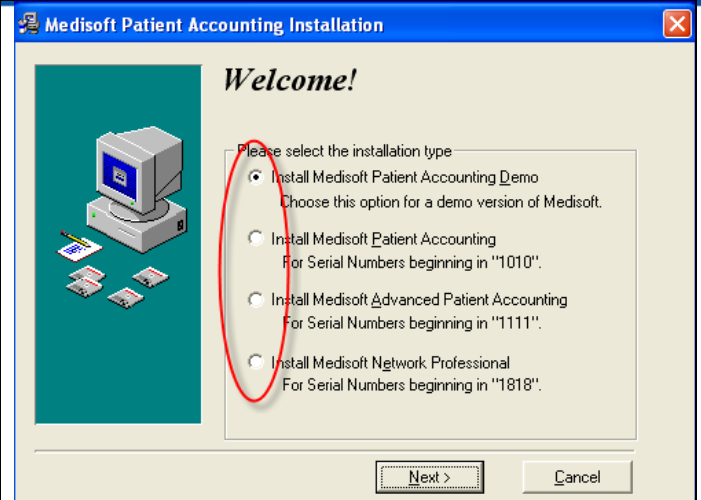 Medisoft Patient Accounting Installation
Welcome!
Please select the installation type
Install Medisoft Patient Accounting Demo
Choose this option for a demo version of Medisoft.
Install Medisoft Patient Accounting
For Serial Numbers beginning in "1010".
Install Medisoft Advanced Patient Accounting
For Serial Numbers beginning in "1111".
Install Medisoft Network Professional
For Serial Numbers beginning in "1818".
Next >
Cancel